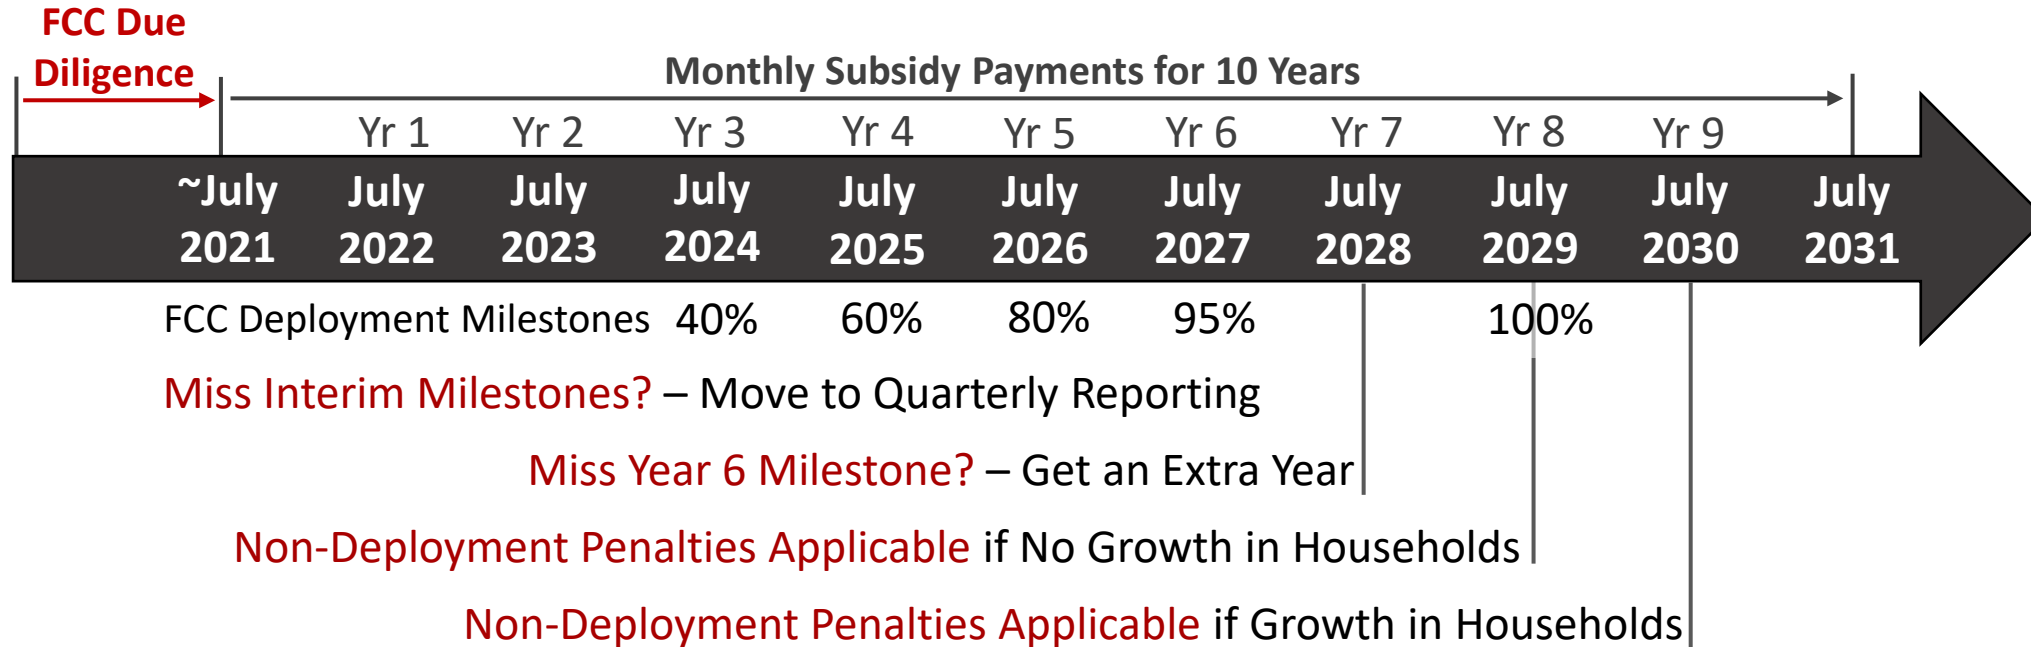 FCC Due
Diligence
Monthly Subsidy Payments for 10 Years
Yr 1 Yr 2 Yr 3 Yr 4 Yr 5 Yr 6 Yr 7 Yr 8 Yr 9
~July July July July July July July July July July July
2021 2022 2023 2024 2025 2026 2027 2028 2029 2030 2031
FCC Deployment Milestones 40% 60% 80% 95% 100%
Miss Interim Milestones? – Move to Quarterly Reporting
Miss Year 6 Milestone? – Get an Extra Year
Non-Deployment Penalties Applicable if No Growth in Households
Non-Deployment Penalties Applicable if Growth in Households